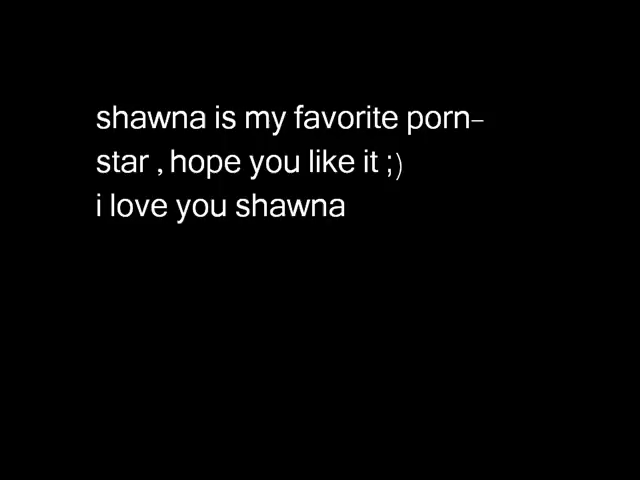 shawna is my favorite porn-
star , hope you like it ;)
i love you shawna